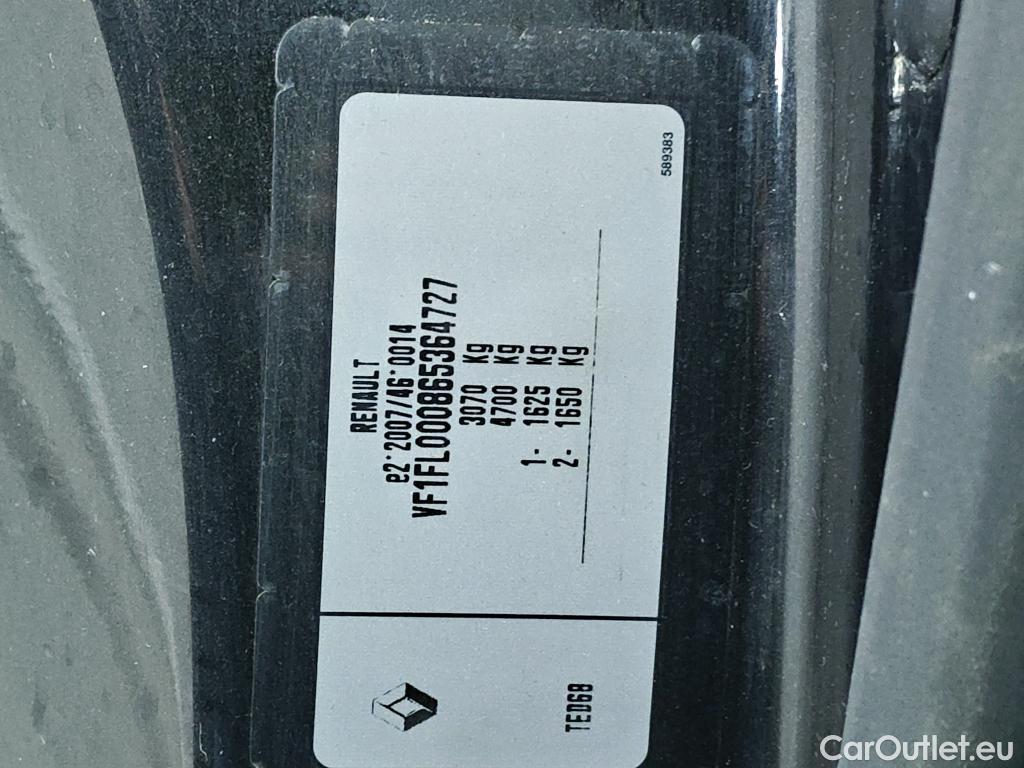 RENAULT
e2*2007/46*0014
VF1FL000865364727
3070 Kg
4700 Kg
1- 1625 Kg
2- 1650 Kg
TED68
589383
CarOutlet.eu